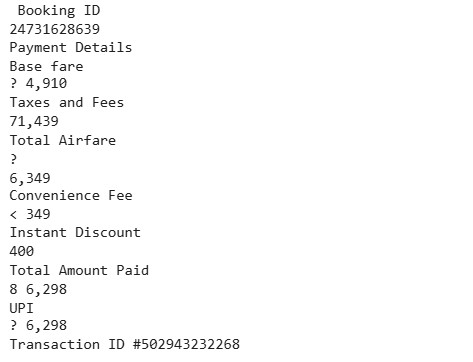 Booking ID
24731628639
Payment Details
Base fare
? 4,910
Taxes and Fees
71,439
Total Airfare
?
6,349
Convenience Fee
< 349
Instant Discount
400
Total Amount Paid
8 6,298
UPI
? 6,298
Transaction ID #502943232268